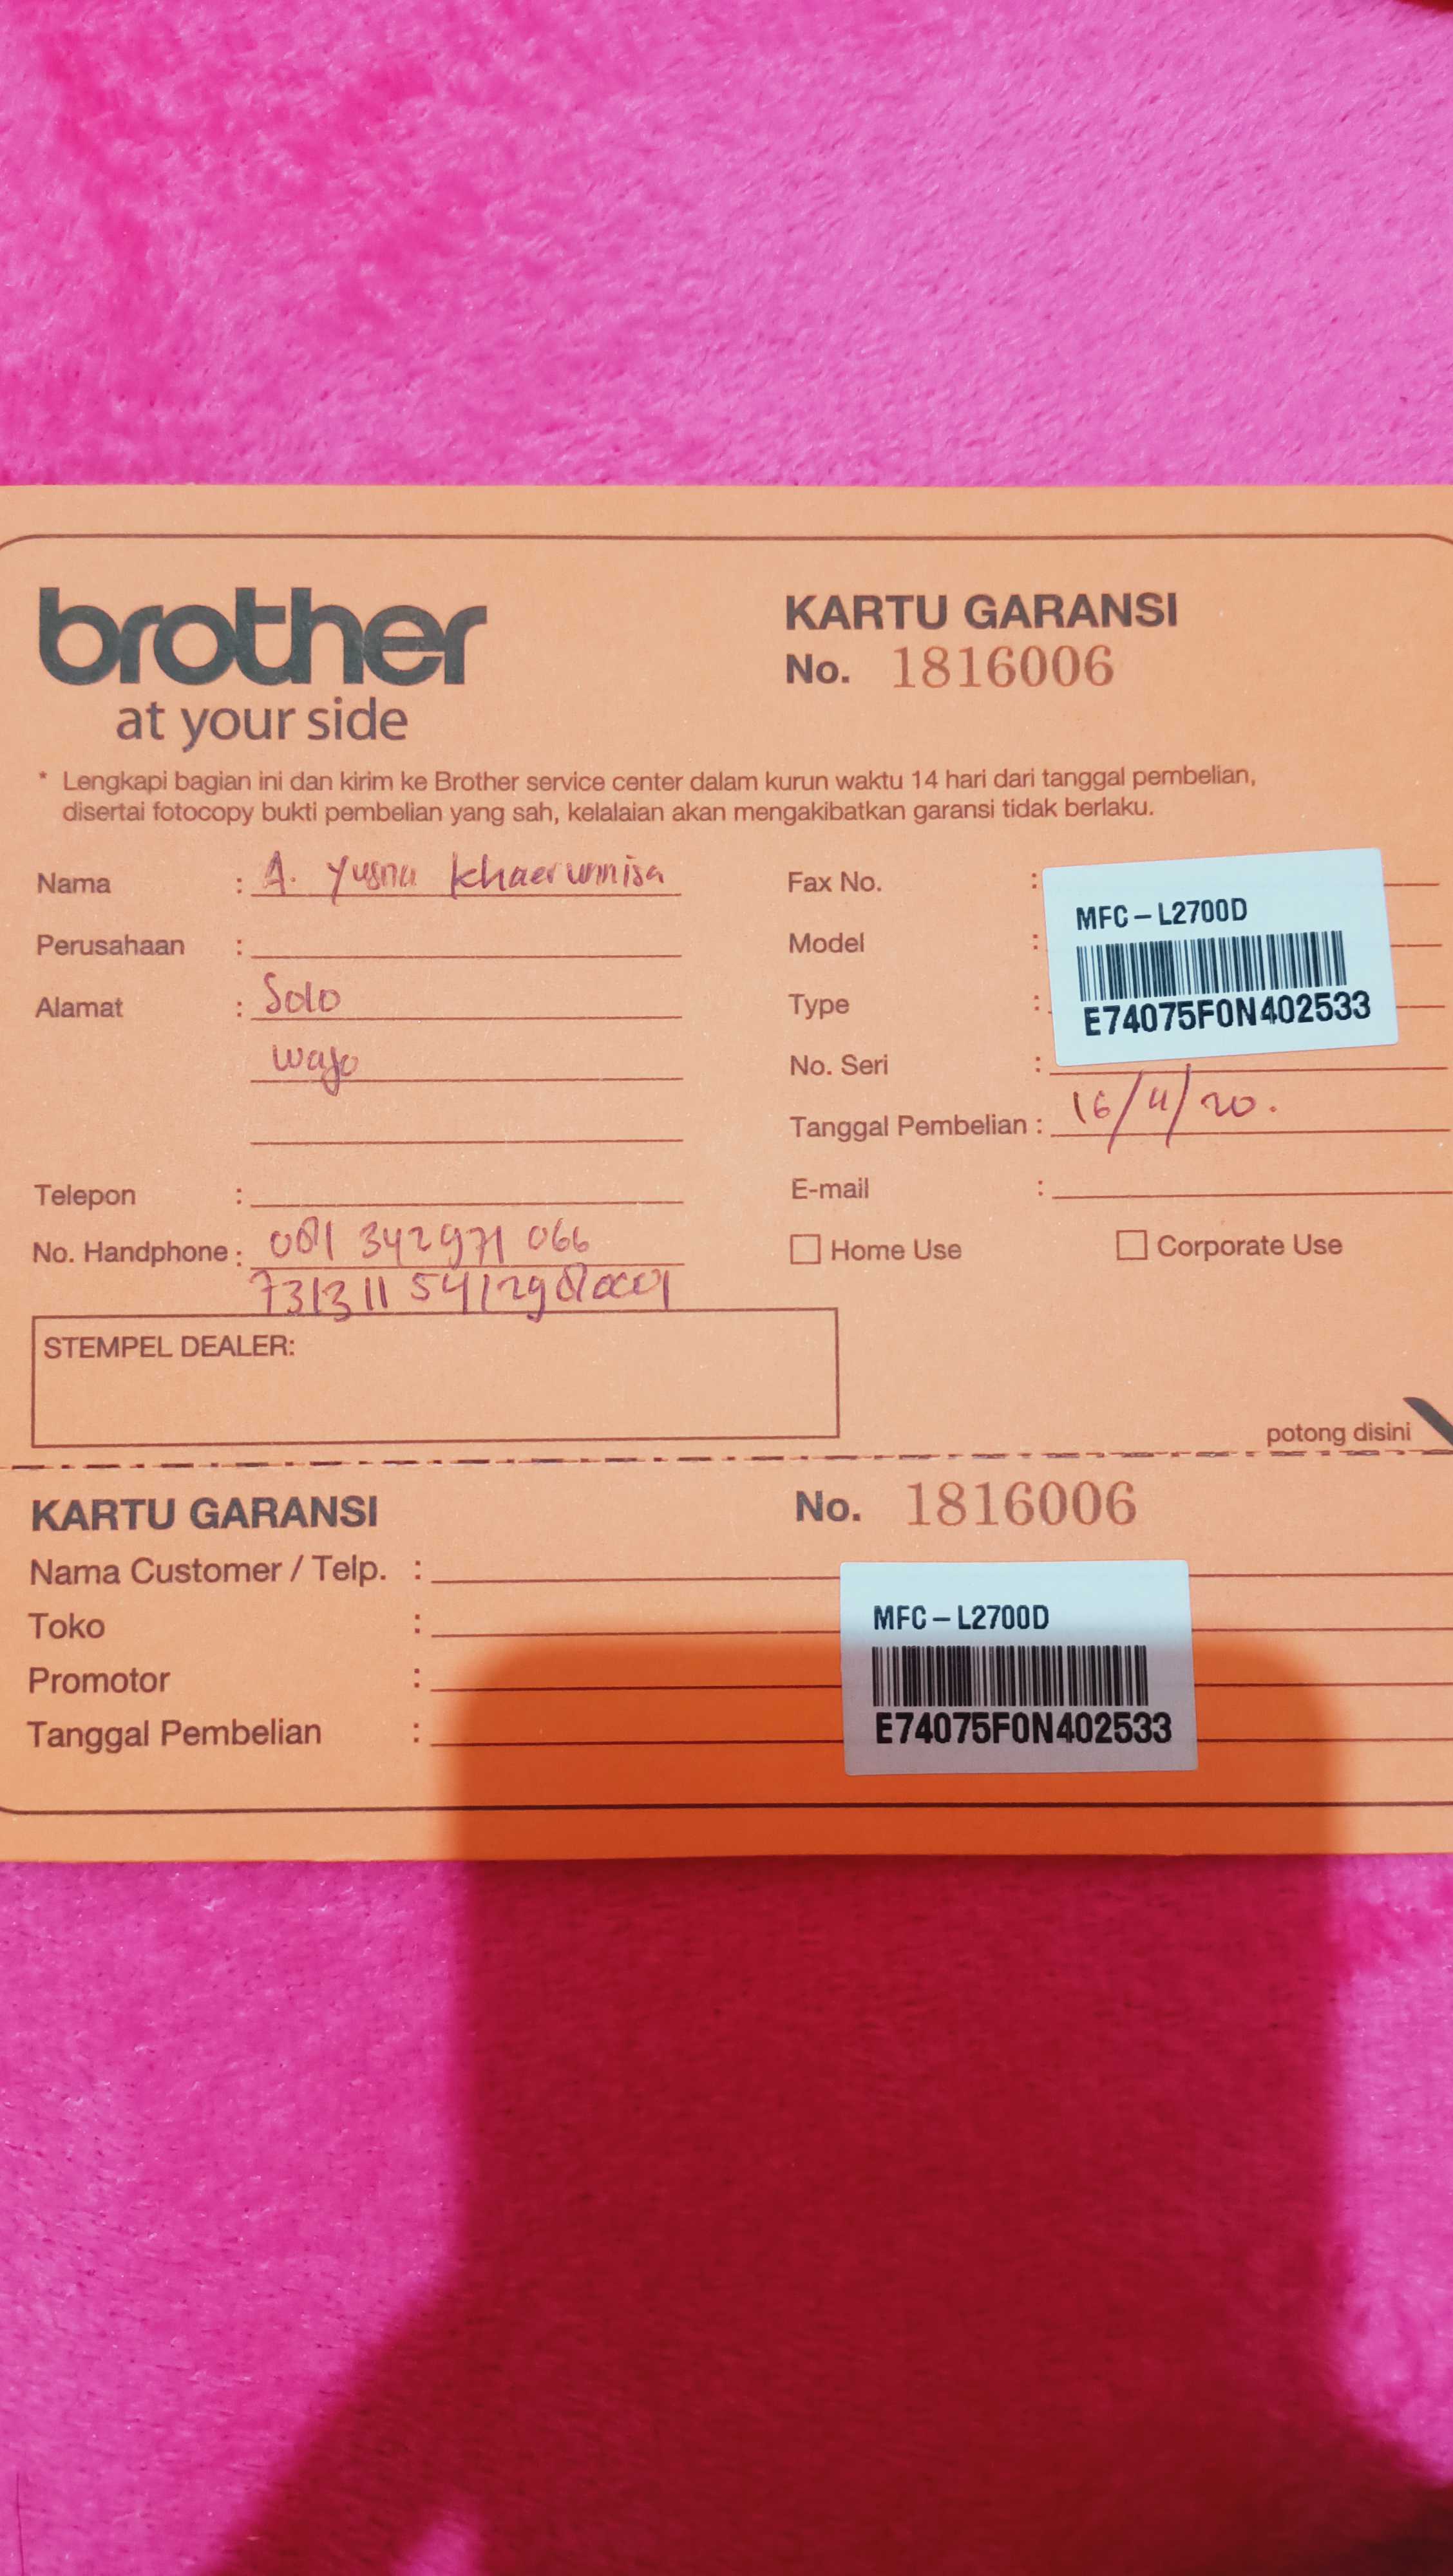 brother
at your side
KARTU GARANSI
No. 1816006
* Lengkapi bagian ini dan kirim ke Brother service center dalam kurun waktu 14 hari dari tanggal pembelian,
disertai fotocopy bukti pembelian yang sah, kelalaian akan mengakibatkan garansi tidak berlaku.
Nama : A. Yusna Khaerunnisa
Perusahaan :
Alamat : Solo
Wajo
Telepon :
No. Handphone : 081 342971 066
Fax No. :
Model :
Type :
No. Seri :
MFC-L2700D
E74075F0N402533
Tanggal Pembelian : 16/4/20.
E-mail :
Home Use Corporate Use
STEMPEL DEALER:
potong disini
KARTU GARANSI No. 1816006
Nama Customer / Telp. :
Toko :
Promotor :
Tanggal Pembelian :
MFC-L2700D
E74075F0N402533